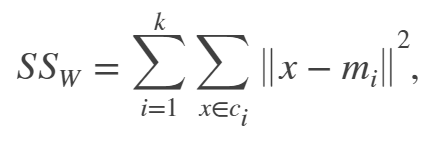 SS_W = \sum_{i=1}^{k} \sum_{x \in c_i} \|x - m_i\|^2,